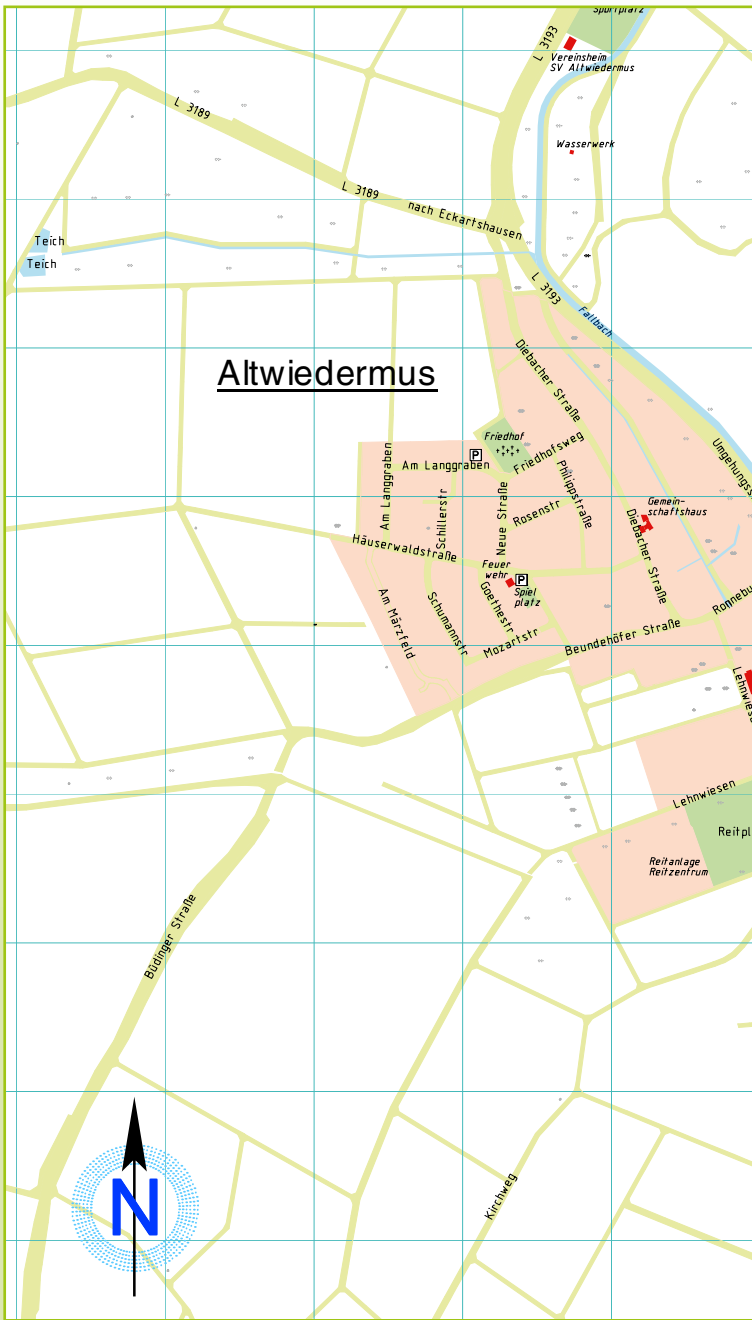 Sportplatz
L 3193
Vereinsheim
SV Altwiedermus
L 3189
Wasserwerk
L 3189
nach Eckartshausen
Teich
Teich
L 3193
Fallbach
Altwiedermus
Diebacher Straße
Friedhof
P
Friedhofsweg
Umgehungss
Am Langgraben
Am Langgraben
Schillerstr
Neue Straße
Rosenstr
Philippstraße
Gemein-
schaftshaus
Diebacher Straße
Häuserwaldstraße
Feuer
wehr
P
Spiel
platz
Goethestr
Am Märzfeld
Schumannstr
Mozartstr
Beundehöfer Straße
Ronnebu
Lehnwiese
Lehnwiesen
Reitpl
Reitanlage
Reitzentrum
Büdinger Straße
Kirchweg
N